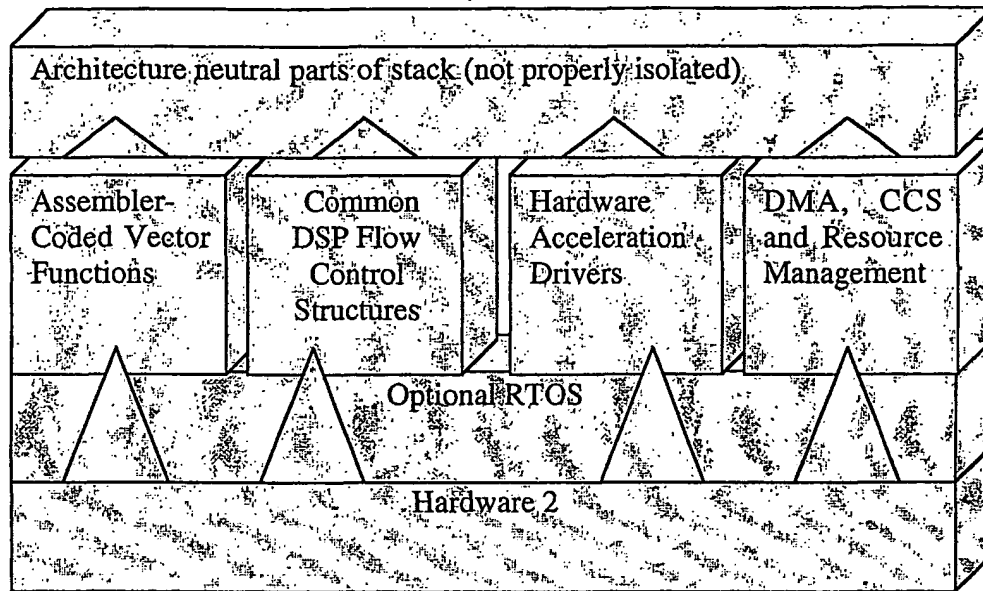 Architecture neutral parts of stack (not properly isolated)
Assembler-
Coded Vector
Functions
Common
DSP Flow
Control
Structures
Hardware
Acceleration
Drivers
DMA, CCS
and Resource
Management
Optional RTOS
Hardware 2